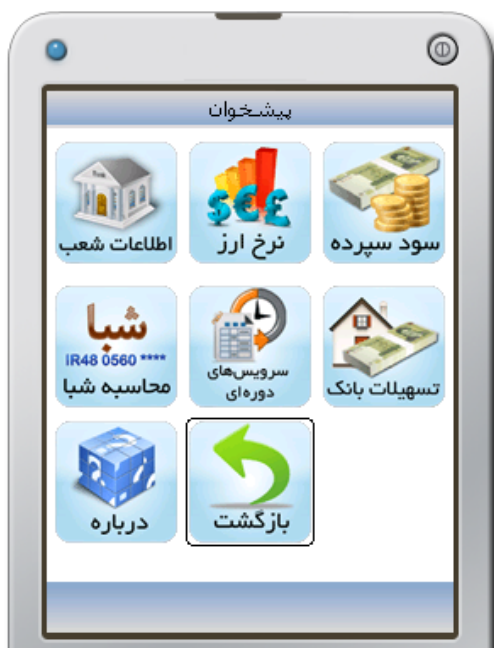 پیشخوان
سود سپرده
نرخ ارز
اطلاعات شعب
تسهیلات بانک
سرویس‌های
دوره‌ای
شبا
IR48 0560 ****
محاسبه شبا
بازگشت
درباره